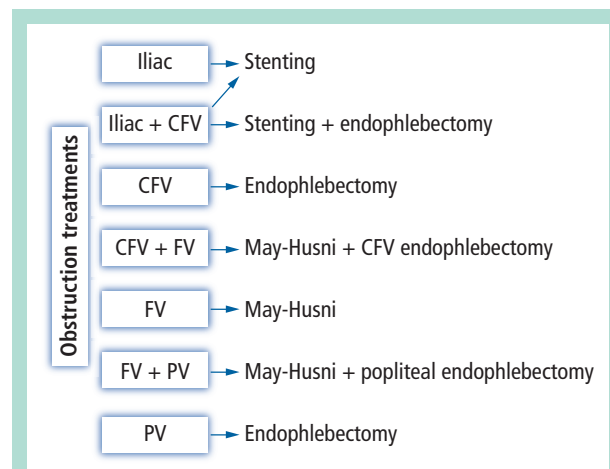 Obstruction treatments
Iliac Stenting
Iliac + CFV Stenting + endophlebectomy
CFV Endophlebectomy
CFV + FV May-Husni + CFV endophlebectomy
FV May-Husni
FV + PV May-Husni + popliteal endophlebectomy
PV Endophlebectomy